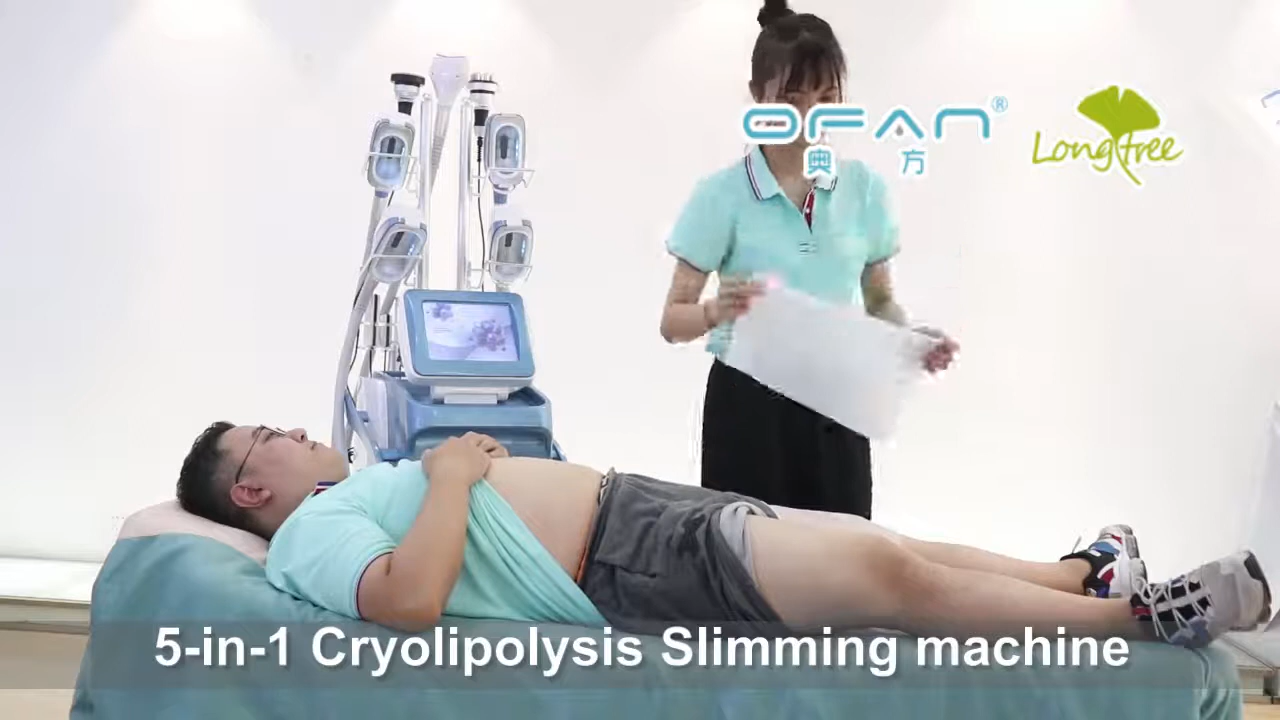 OFAN®
奥方
Longtree
5-in-1 Cryolipolysis Slimming machine